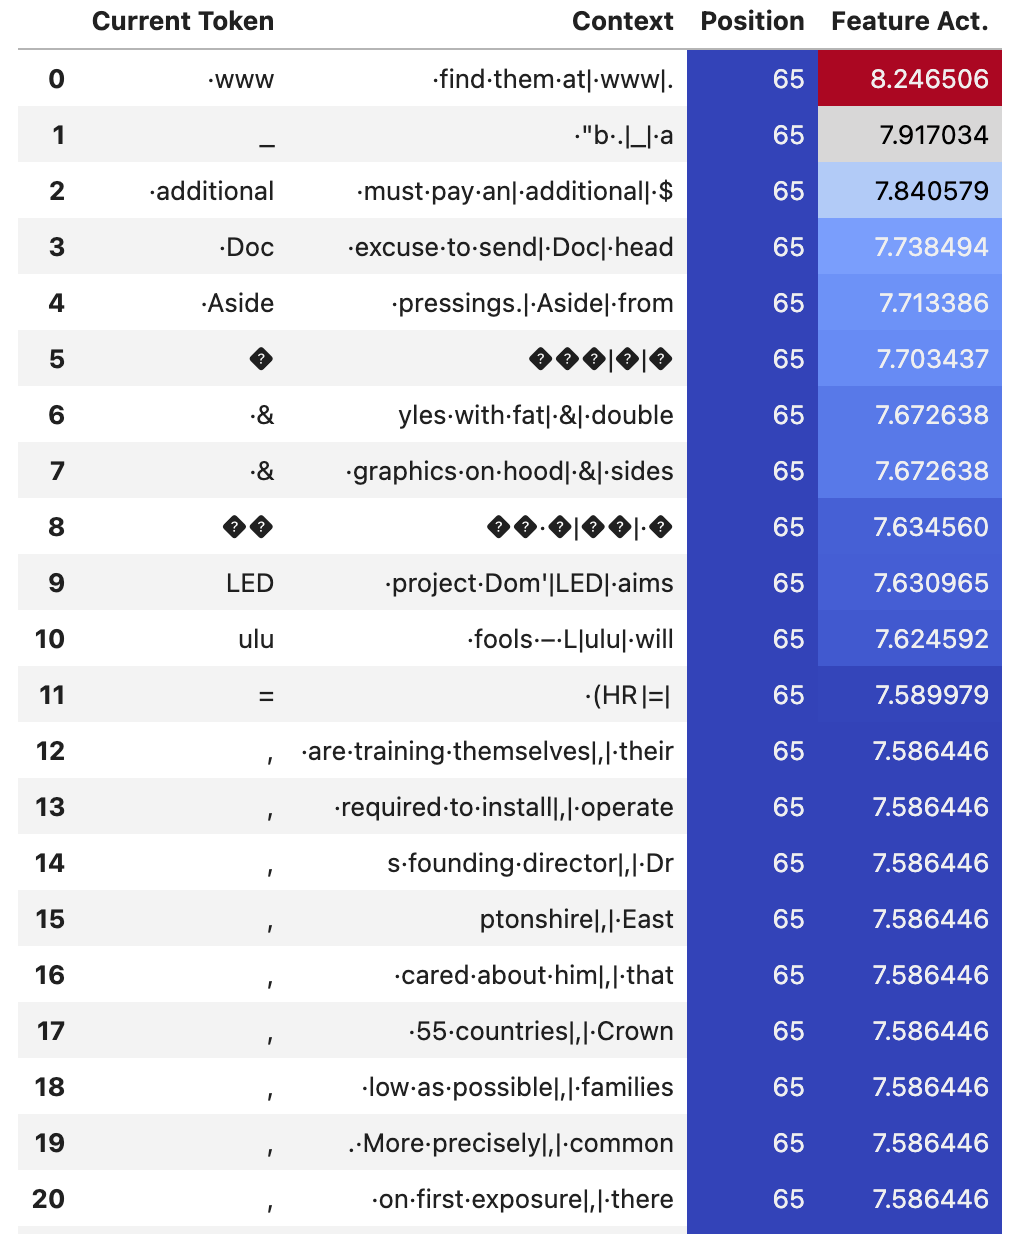 Current Token Context Position Feature Act.
0 ·www ·find·them·at|·www|. 65 8.246506
1 _ ·"b·.|_|·a 65 7.917034
2 ·additional ·must·pay·an|·additional|·$ 65 7.840579
3 ·Doc ·excuse·to·send|·Doc|·head 65 7.738494
4 ·Aside ·pressings.|·Aside|·from 65 7.713386
5 � ���|�|� 65 7.703437
6 ·& yles·with·fat|·&|·double 65 7.672638
7 ·& ·graphics·on·hood|·&|·sides 65 7.672638
8 �� ��·�|��|·� 65 7.634560
9 LED ·project·Dom'|LED|·aims 65 7.630965
10 ulu ·fools·–·L|ulu|·will 65 7.624592
11 = ·(HR|=| 65 7.589979
12 , ·are·training·themselves|,|·their 65 7.586446
13 , ·required·to·install|,|·operate 65 7.586446
14 , s·founding·director|,|·Dr 65 7.586446
15 , ptonshire|,|·East 65 7.586446
16 , ·cared·about·him|,|·that 65 7.586446
17 , ·55·countries|,|·Crown 65 7.586446
18 , ·low·as·possible|,|·families 65 7.586446
19 , .·More·precisely|,|·common 65 7.586446
20 , ·on·first·exposure|,|·there 65 7.586446